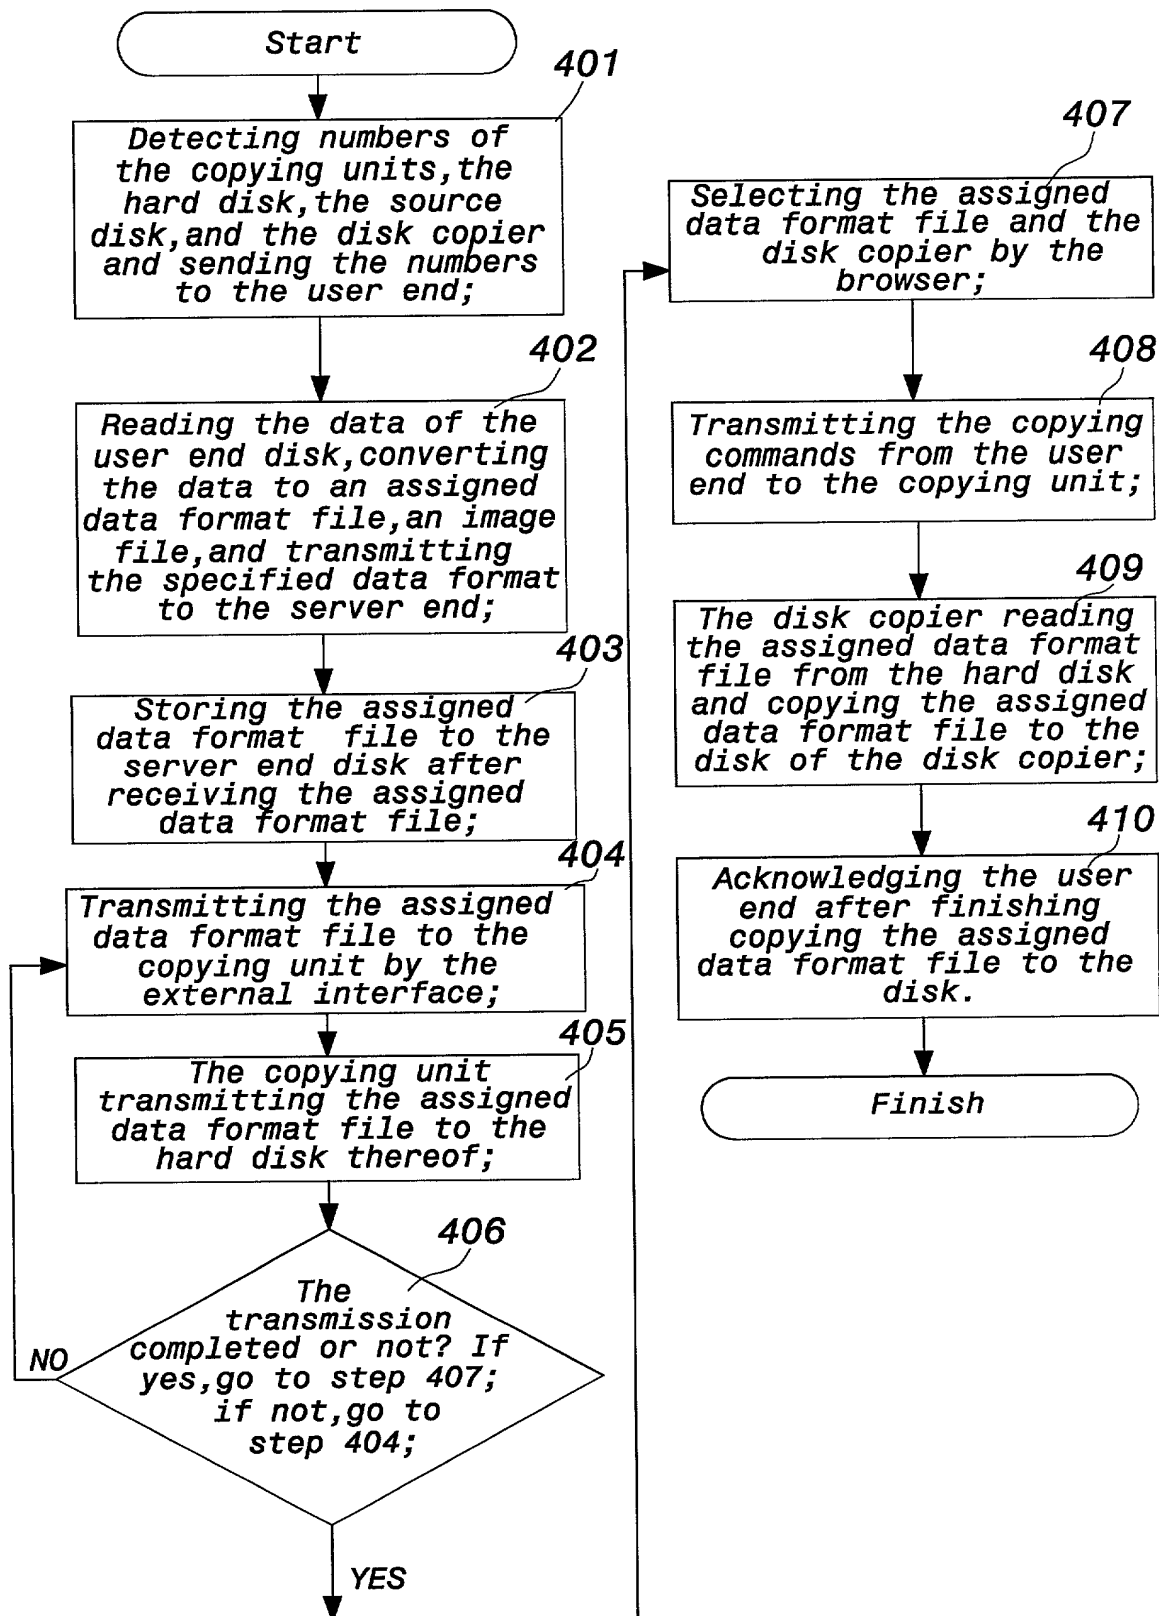 Start
401
Detecting numbers of
the copying units,the
hard disk,the source
disk,and the disk copier
and sending the numbers
to the user end;
402
Reading the data of the
user end disk,converting
the data to an assigned
data format file,an image
file,and transmitting
the specified data format
to the server end;
403
Storing the assigned
data format file to the
server end disk after
receiving the assigned
data format file;
404
Transmitting the assigned
data format file to the
copying unit by the
external interface;
405
The copying unit
transmitting the assigned
data format file to the
hard disk thereof;
406
The
transmission
completed or not? If
yes,go to step 407;
if not,go to
step 404;
NO
YES
407
Selecting the assigned
data format file and the
disk copier by the
browser;
408
Transmitting the copying
commands from the user
end to the copying unit;
409
The disk copier reading
the assigned data format
file from the hard disk
and copying the assigned
data format file to the
disk of the disk copier;
410
Acknowledging the user
end after finishing
copying the assigned
data format file to the
disk.
Finish